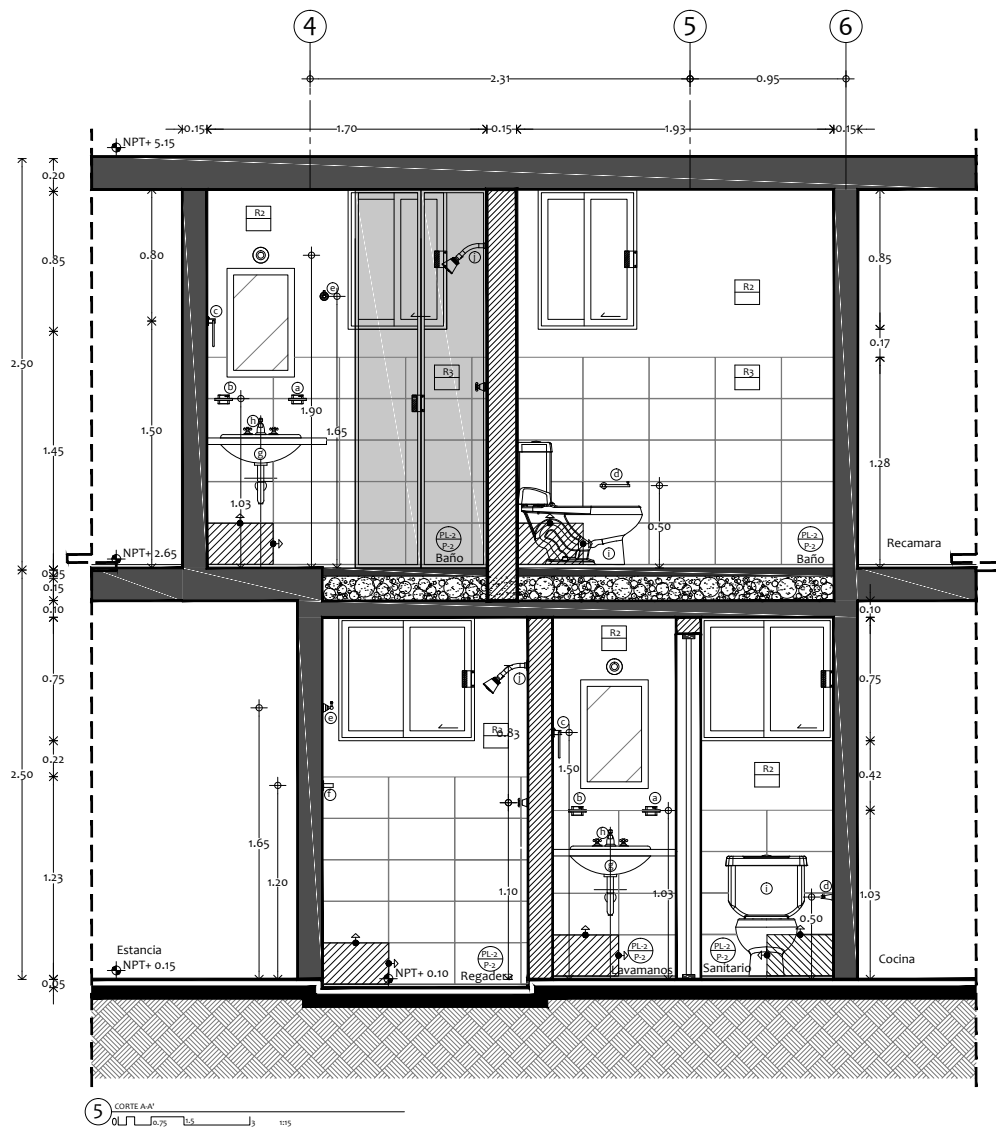 4 5 6
2.31 0.95
0.15 1.70 0.15 1.93 0.15
NPT+ 5.15
0.20
R2
0.85 0.80 0.85
j
e
R2
c
0.17
2.50
R3 R3
b a
1.90
1.65
1.45 1.50
h
g
1.28
d
1.03
0.50
PL-2
P-2
Baño
i
PL-2
P-2
Baño
Recamara
NPT+ 2.65
0.15
0.10 0.10
R2
0.75 0.75
j
e
c
0.83
1.50
0.22 0.42
R2
2.50
f
b a
h
g
1.65
1.20
1.23
1.10
1.03
i
d
0.50
1.03
Estancia
NPT+ 0.15
NPT+ 0.10
PL-2
P-2
Regadera
PL-2
P-2
Lavamanos
PL-2
P-2
Sanitario
Cocina
0.05
5 CORTE A-A'
0 0.75 1.5 3 1:15